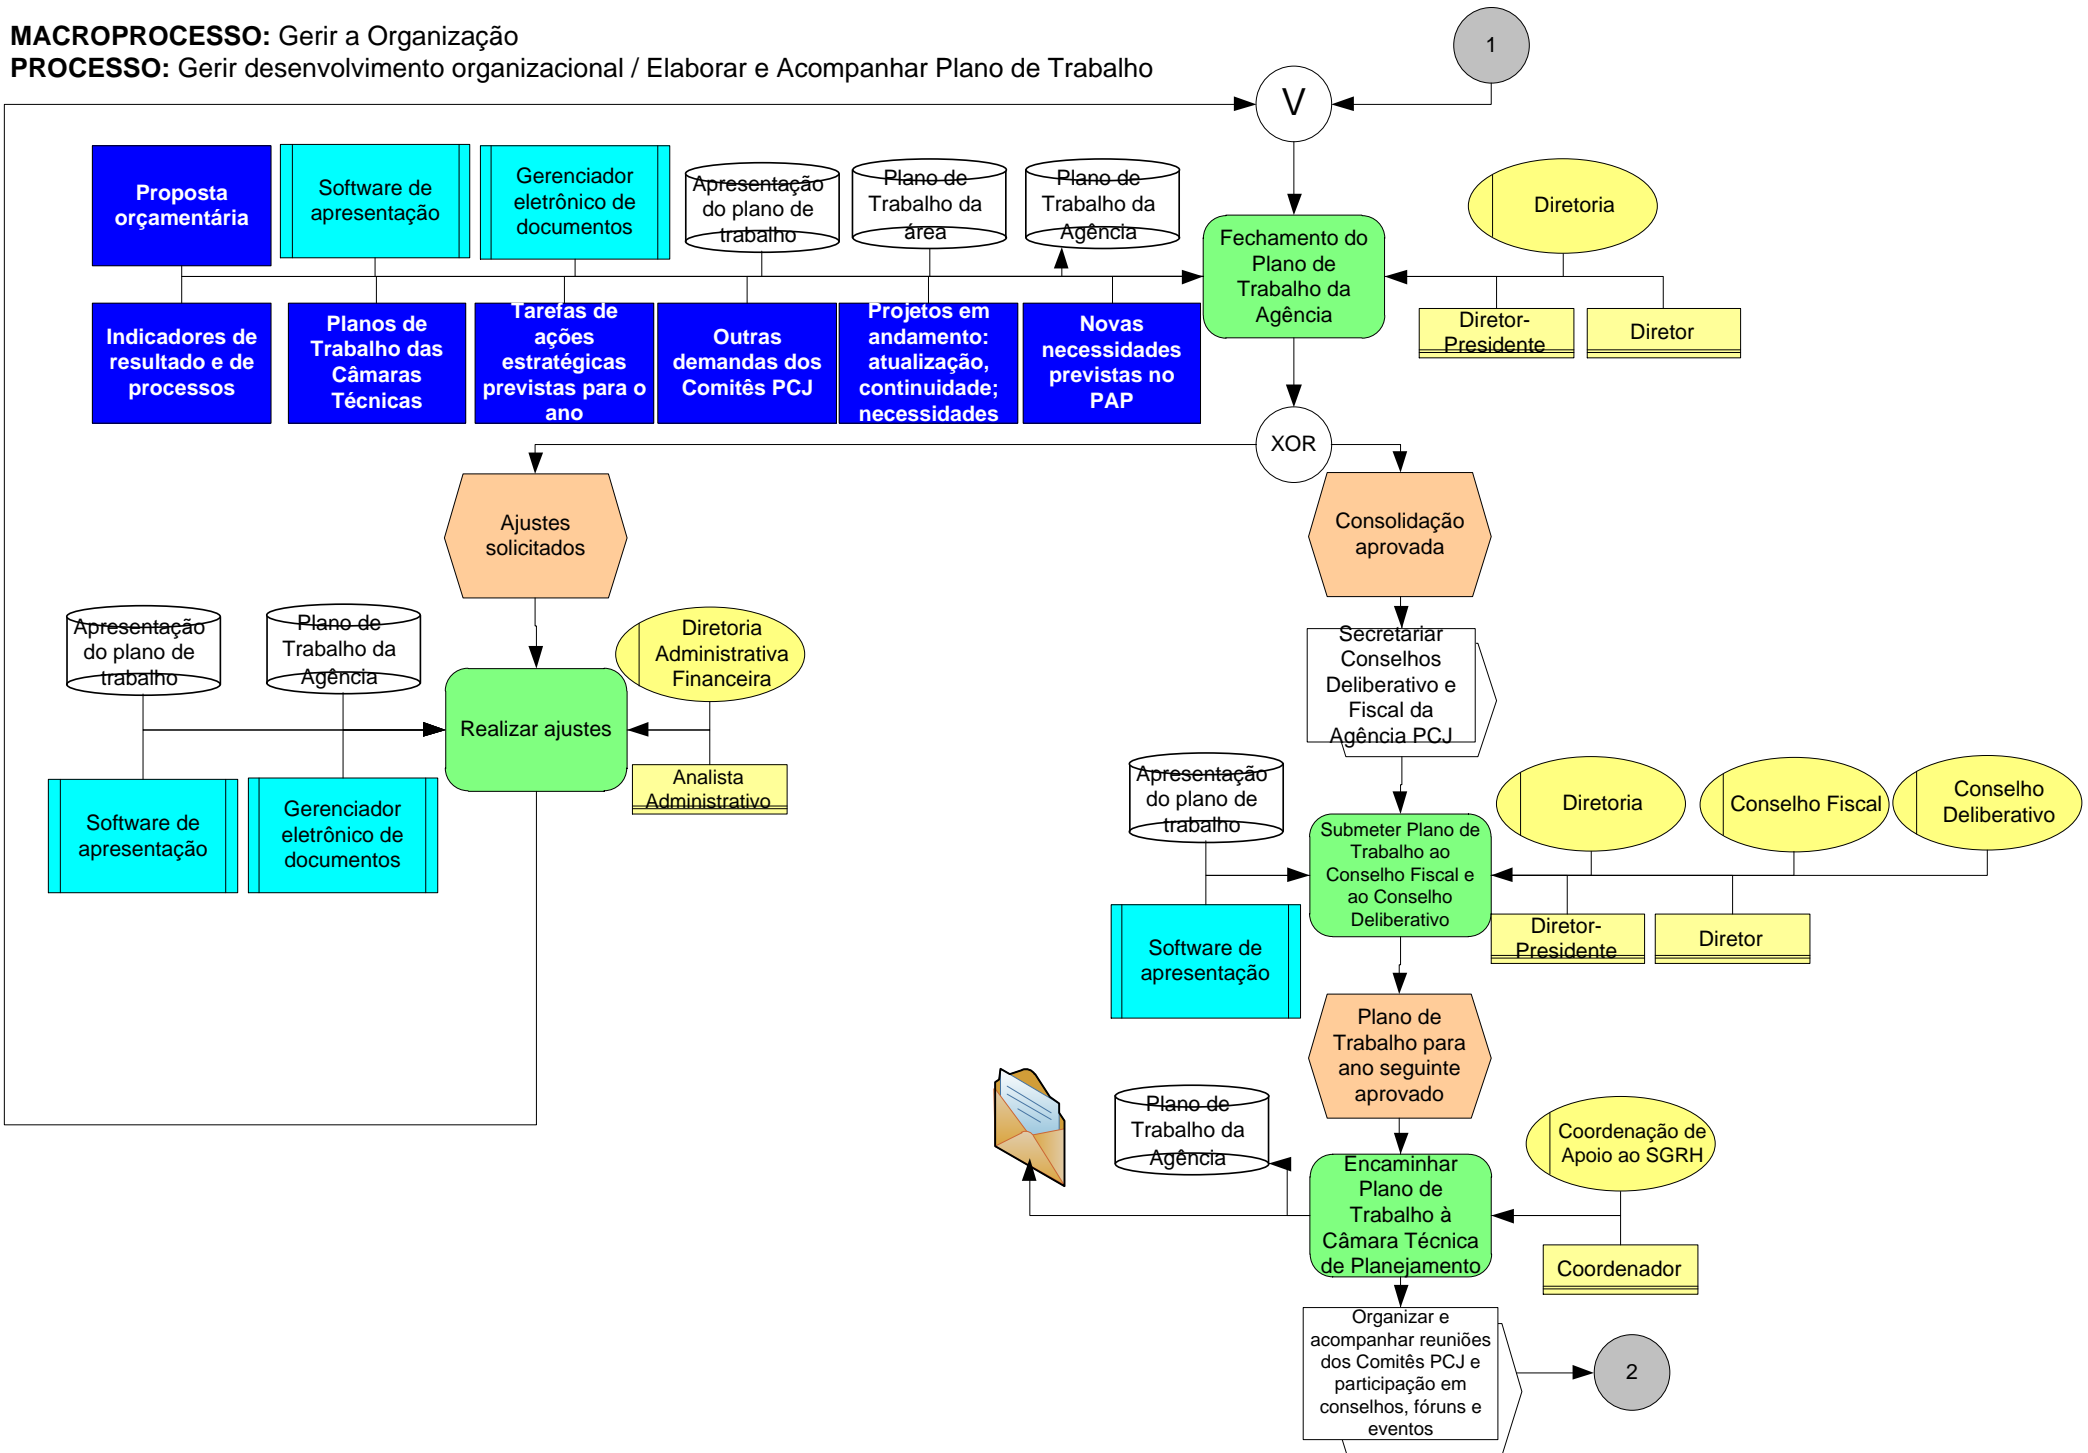 MACROPROCESSO: Gerir a Organização
PROCESSO: Gerir desenvolvimento organizacional / Elaborar e Acompanhar Plano de Trabalho
1
V
Proposta
orçamentária
Software de
apresentação
Gerenciador
eletrônico de
documentos
Apresentação
do plano de
trabalho
Plano de
Trabalho da
área
Plano de
Trabalho da
Agência
Fechamento do
Plano de
Trabalho da
Agência
Diretoria
Diretor-
Presidente
Diretor
Indicadores de
resultado e de
processos
Planos de
Trabalho das
Câmaras
Técnicas
Tarefas de
ações
estratégicas
previstas para o
ano
Outras
demandas dos
Comitês PCJ
Projetos em
andamento:
atualização,
continuidade;
necessidades
Novas
necessidades
previstas no
PAP
XOR
Ajustes
solicitados
Consolidação
aprovada
Apresentação
do plano de
trabalho
Plano de
Trabalho da
Agência
Diretoria
Administrativa
Financeira
Realizar ajustes
Software de
apresentação
Gerenciador
eletrônico de
documentos
Analista
Administrativo
Secretariar
Conselhos
Deliberativo e
Fiscal da
Agência PCJ
Apresentação
do plano de
trabalho
Submeter Plano de
Trabalho ao
Conselho Fiscal e
ao Conselho
Deliberativo
Diretoria
Conselho Fiscal
Conselho
Deliberativo
Software de
apresentação
Diretor-
Presidente
Diretor
Plano de
Trabalho para
ano seguinte
aprovado
Plano de
Trabalho da
Agência
Encaminhar
Plano de
Trabalho à
Câmara Técnica
de Planejamento
Coordenação de
Apoio ao SGRH
Coordenador
Organizar e
acompanhar reuniões
dos Comitês PCJ e
participação em
conselhos, fóruns e
eventos
2